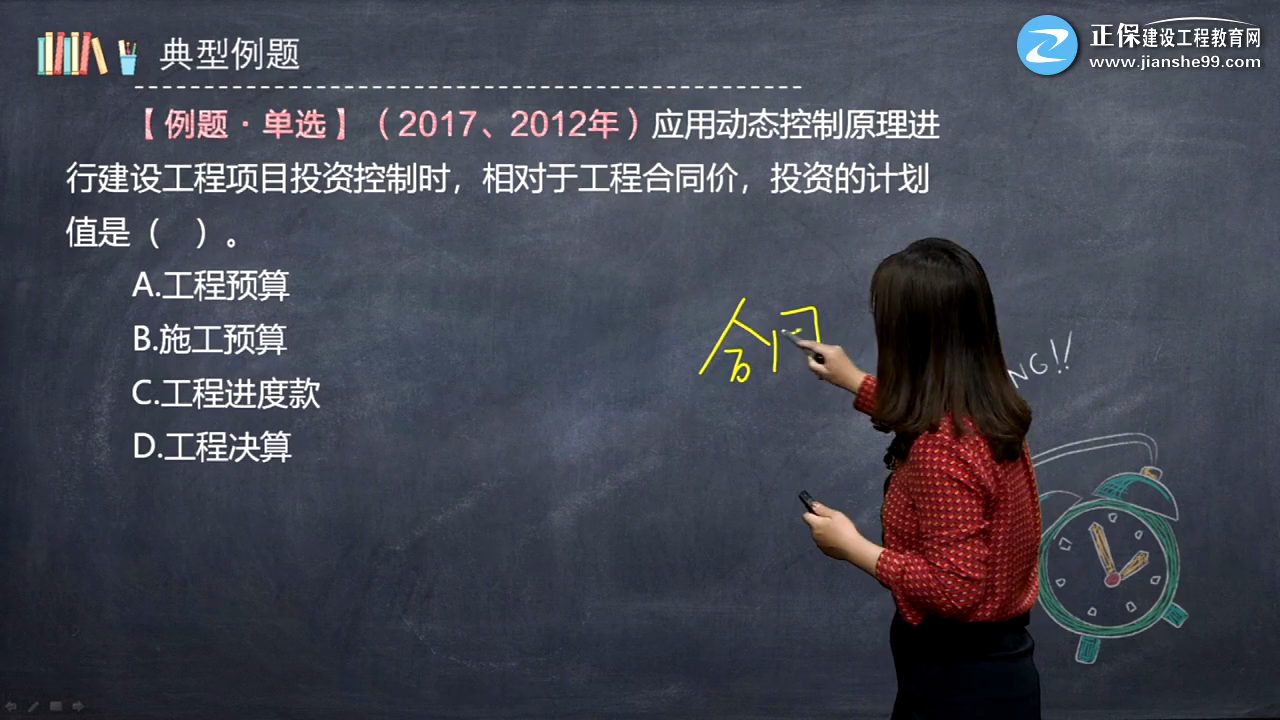 正保建设工程教育网
www.jianshe99.com
典型例题
【例题·单选】（2017、2012年）应用动态控制原理进
行建设工程项目投资控制时，相对于工程合同价，投资的计划
值是（ ）。
A.工程预算
B.施工预算
C.工程进度款
D.工程决算
合同
NG!!